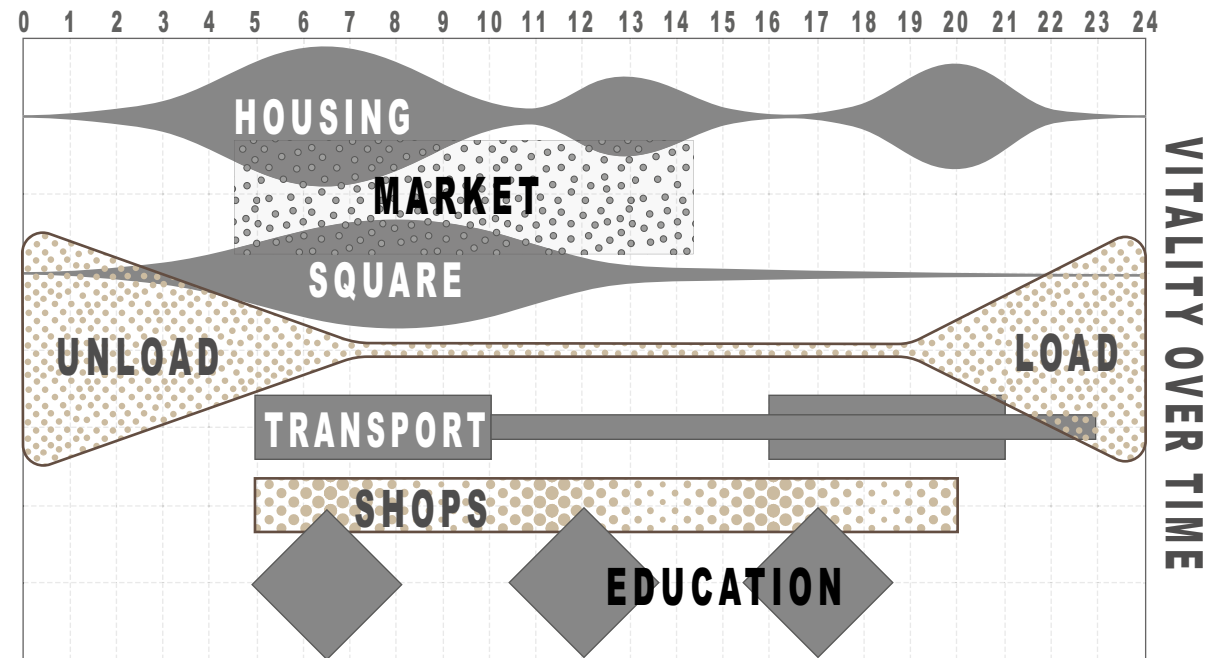 0 1 2 3 4 5 6 7 8 9 10 11 12 13 14 15 16 17 18 19 20 21 22 23 24
HOUSING
MARKET
SQUARE
UNLOAD
LOAD
TRANSPORT
SHOPS
EDUCATION
VITALITY OVER TIME